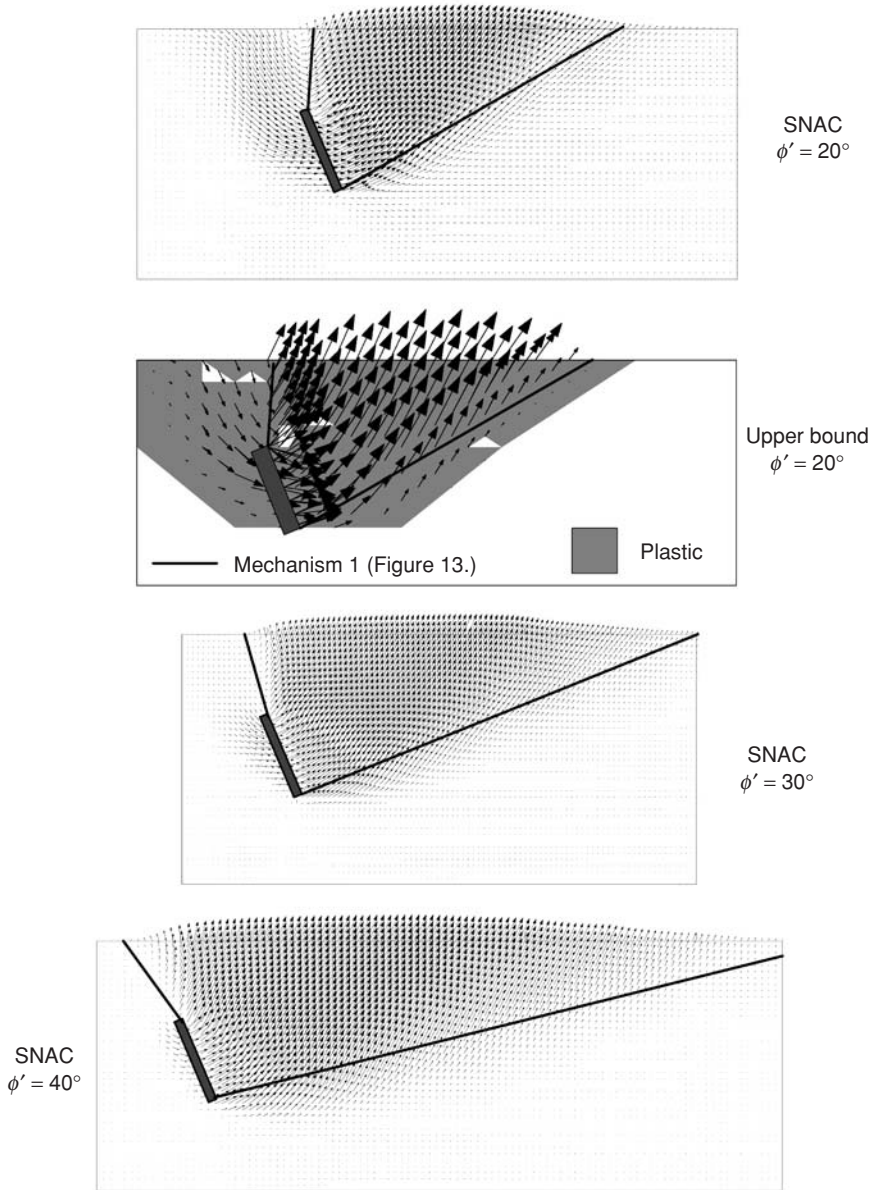 SNAC
ϕ′ = 20°
Upper bound
ϕ′ = 20°
Mechanism 1 (Figure 13.)
Plastic
SNAC
ϕ′ = 30°
SNAC
ϕ′ = 40°